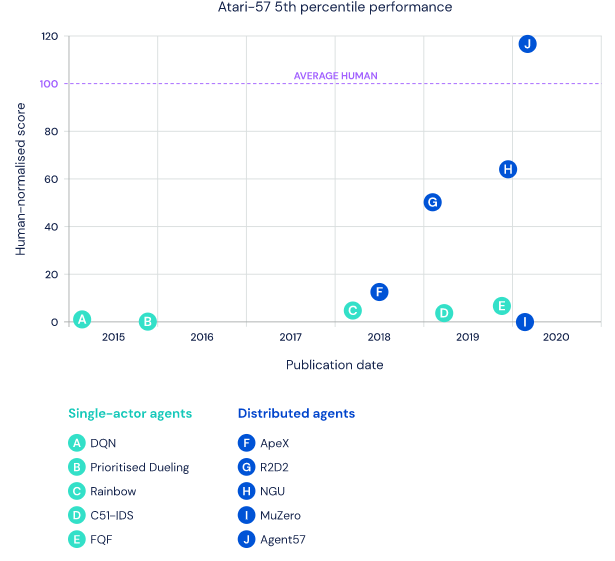 Atari-57 5th percentile performance
120
J
AVERAGE HUMAN
100
80
H
60
G
40
20
F
E
C
D
A
B
I
0
Human-normalised score
2015 2016 2017 2018 2019 2020
Publication date
Single-actor agents
A DQN
B Prioritised Dueling
C Rainbow
D C51-IDS
E FQF
Distributed agents
F ApeX
G R2D2
H NGU
I MuZero
J Agent57